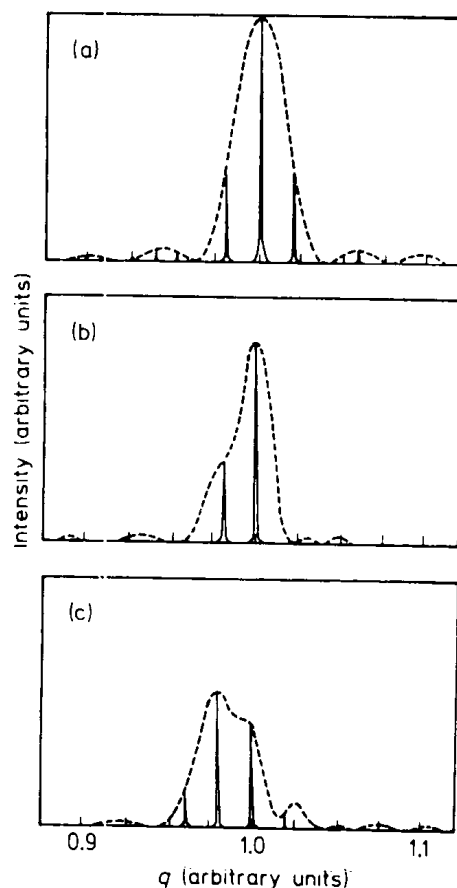 (a)
(b)
(c)
Intensity (arbitrary units)
0.9 1.0 1.1
q (arbitrary units)